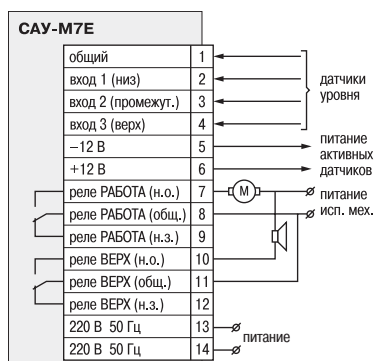 САУ-М7Е
общий 1
вход 1 (низ) 2
вход 2 (промежут.) 3
вход 3 (верх) 4
датчики
уровня
–12 В 5
+12 В 6
питание
активных
датчиков
реле РАБОТА (н.о.) 7
М
реле РАБОТА (общ.) 8
питание
исп. мех.
реле РАБОТА (н.з.) 9
реле ВЕРХ (н.о.) 10
реле ВЕРХ (общ.) 11
реле ВЕРХ (н.з.) 12
220 В 50 Гц 13
220 В 50 Гц 14
питание